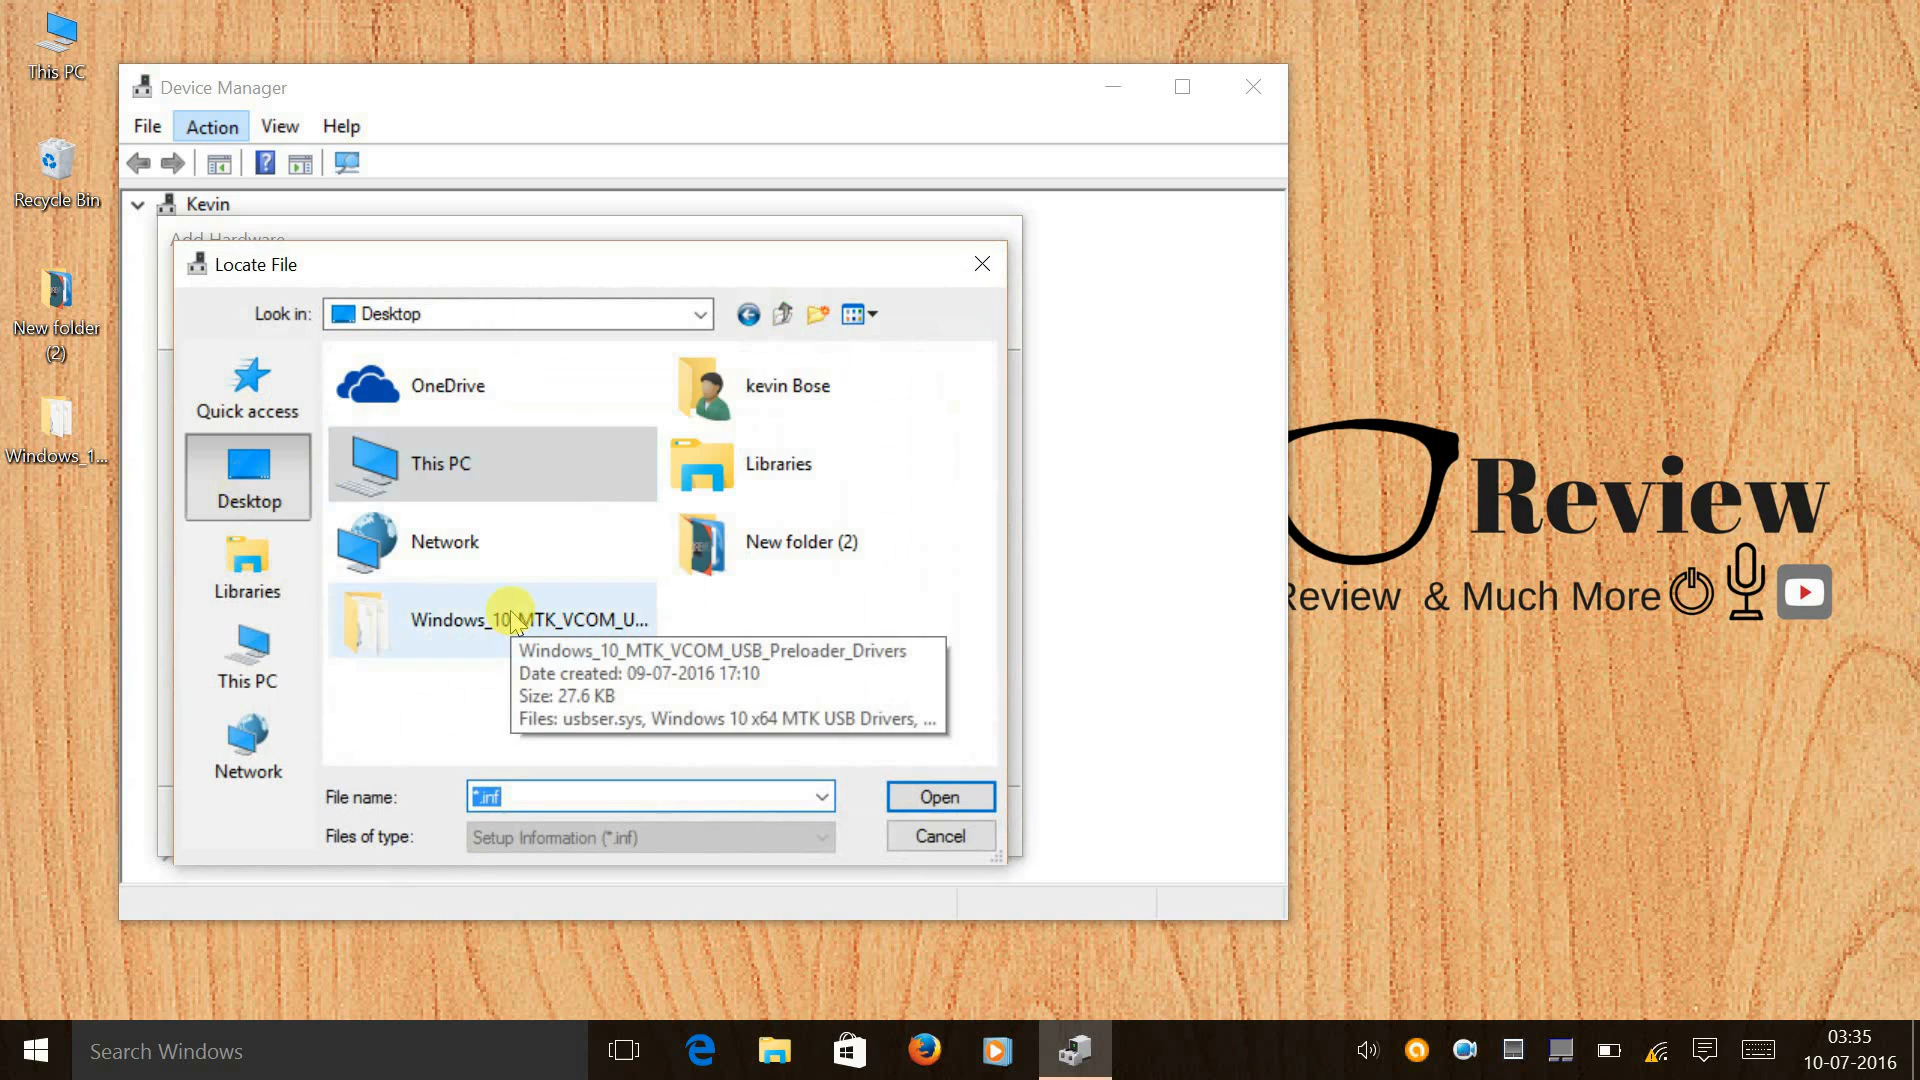 This PC
Recycle Bin
New folder
(2)
Windows_1...
Device Manager
File Action View Help
Kevin
Add Hardware
Locate File
Look in: Desktop
Quick access
Desktop
Libraries
This PC
Network
OneDrive
kevin Bose
This PC
Libraries
Network
New folder (2)
Windows_10_MTK_VCOM_U...
Windows_10_MTK_VCOM_USB_Preloader_Drivers
Date created: 09-07-2016 17:10
Size: 27.6 KB
Files: usbser.sys, Windows 10 x64 MTK USB Drivers, ...
File name: *.inf
Open
Files of type: Setup Information (*.inf)
Cancel
Review
Review & Much More
Search Windows
03:35
10-07-2016